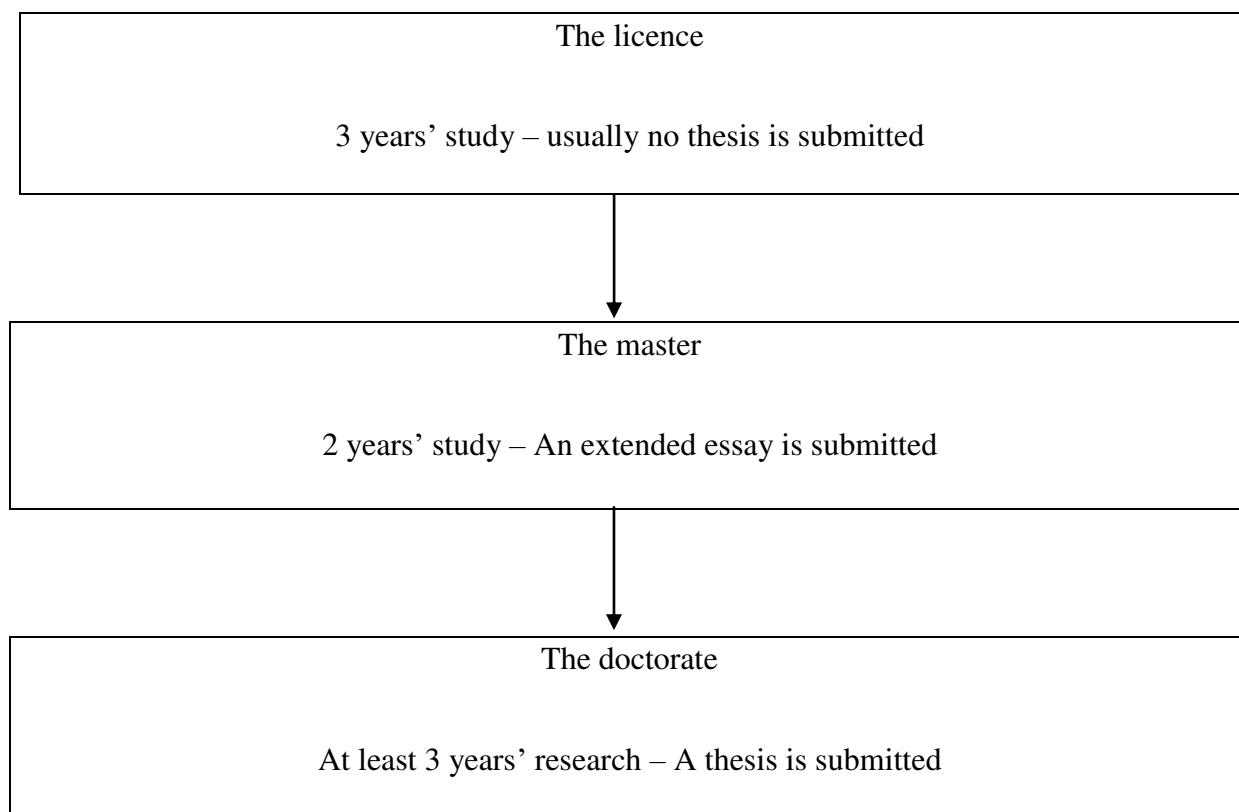 The licence
3 years’ study – usually no thesis is submitted
The master
2 years’ study – An extended essay is submitted
The doctorate
At least 3 years’ research – A thesis is submitted